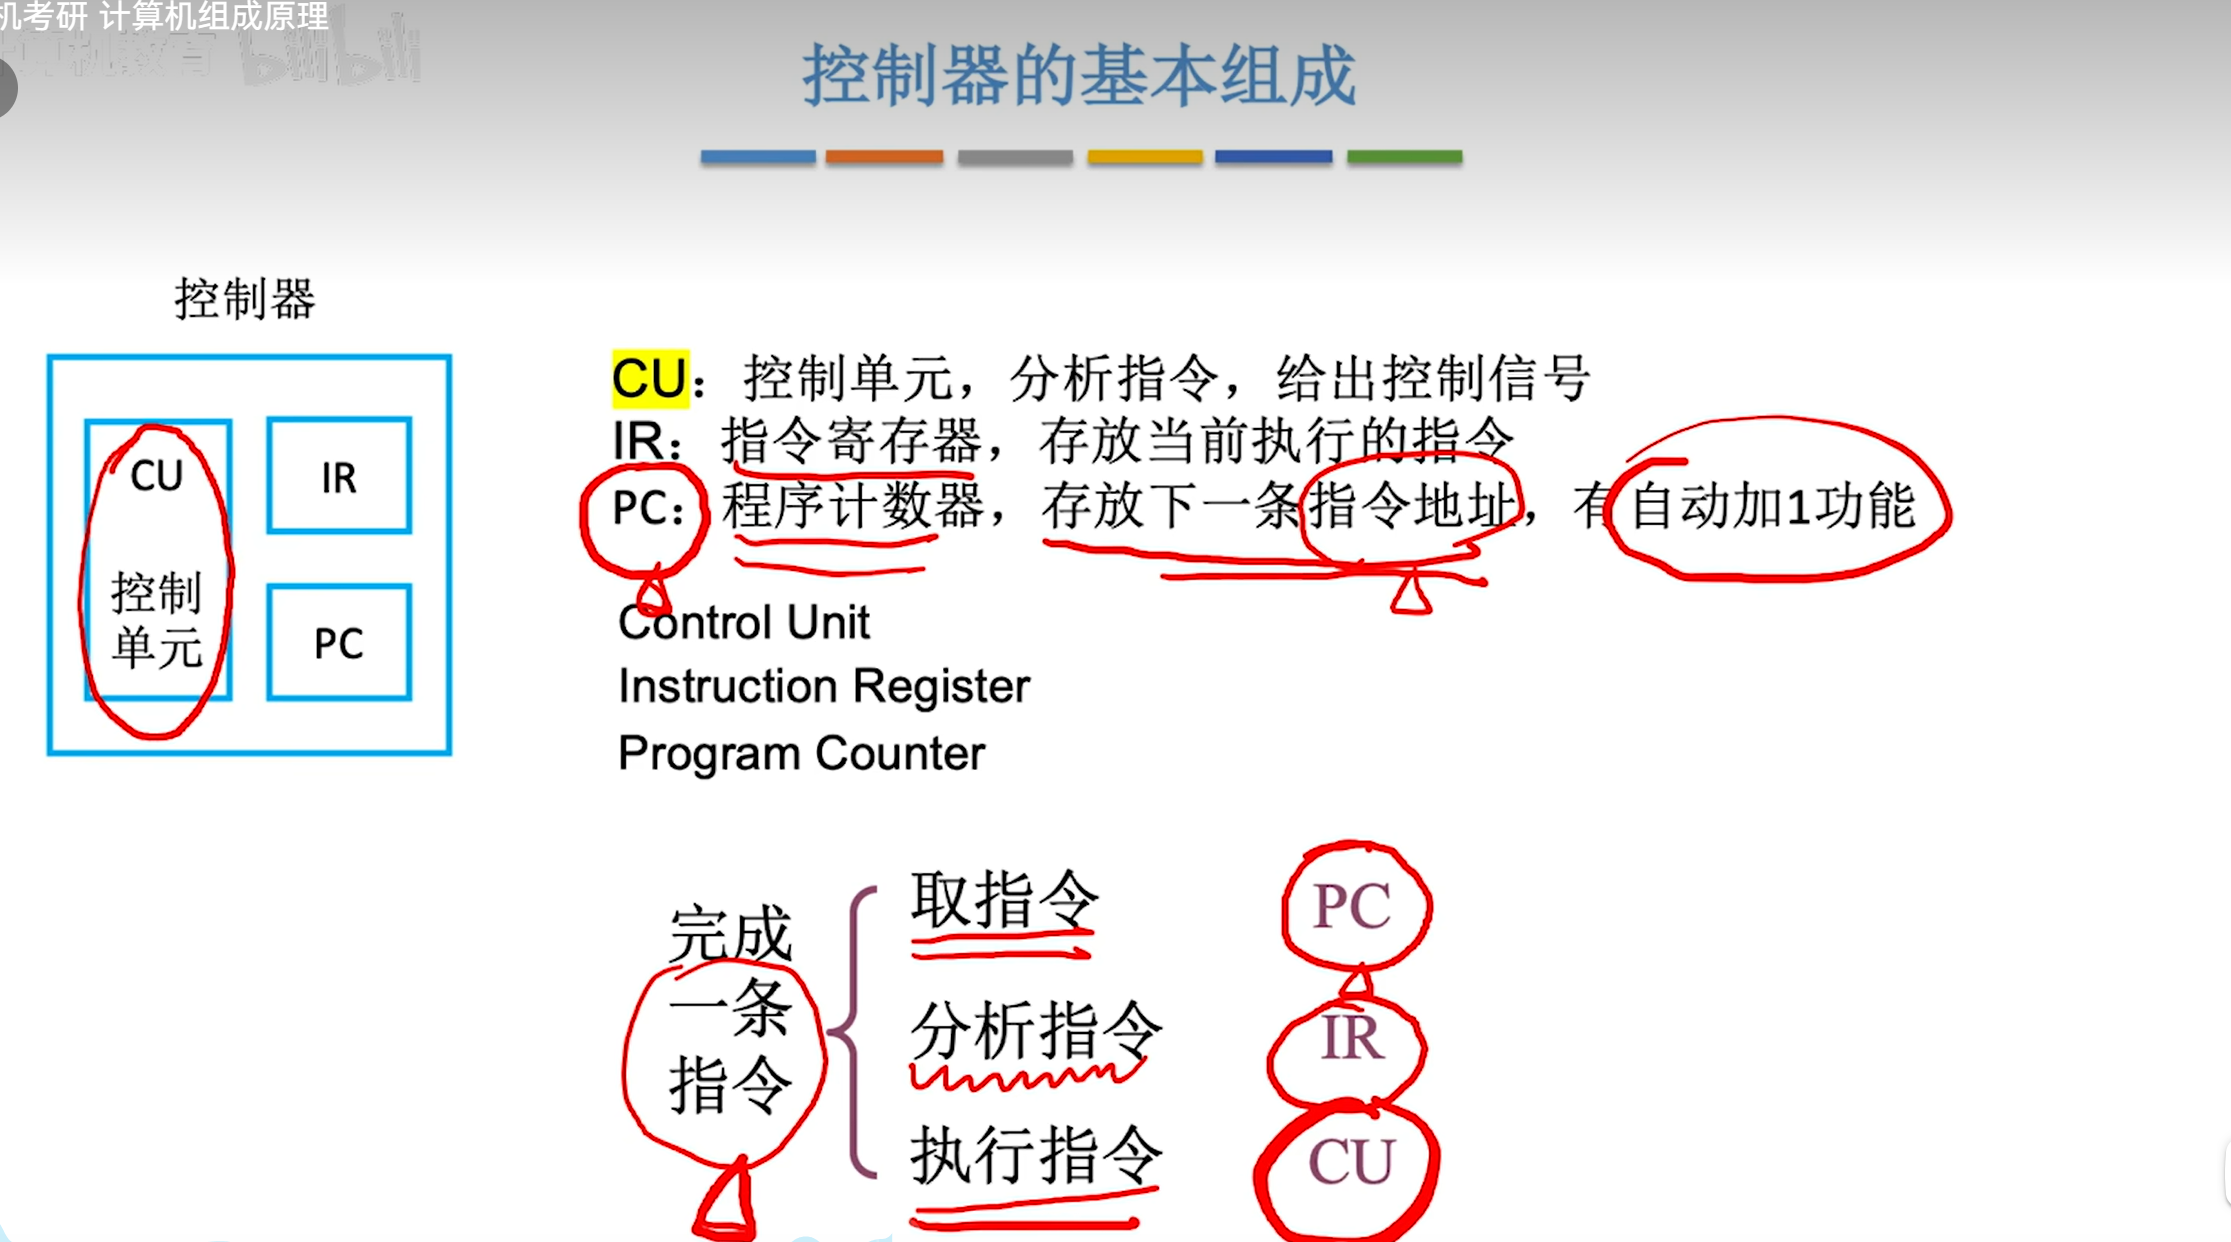 机考研 计算机组成原理
bilibili
控制器的基本组成
控制器
CU
控制
单元
IR
PC
CU：控制单元，分析指令，给出控制信号
IR：指令寄存器，存放当前执行的指令
PC：程序计数器，存放下一条指令地址，有自动加1功能
Control Unit
Instruction Register
Program Counter
完成
一条
指令
取指令
PC
分析指令
IR
执行指令
CU